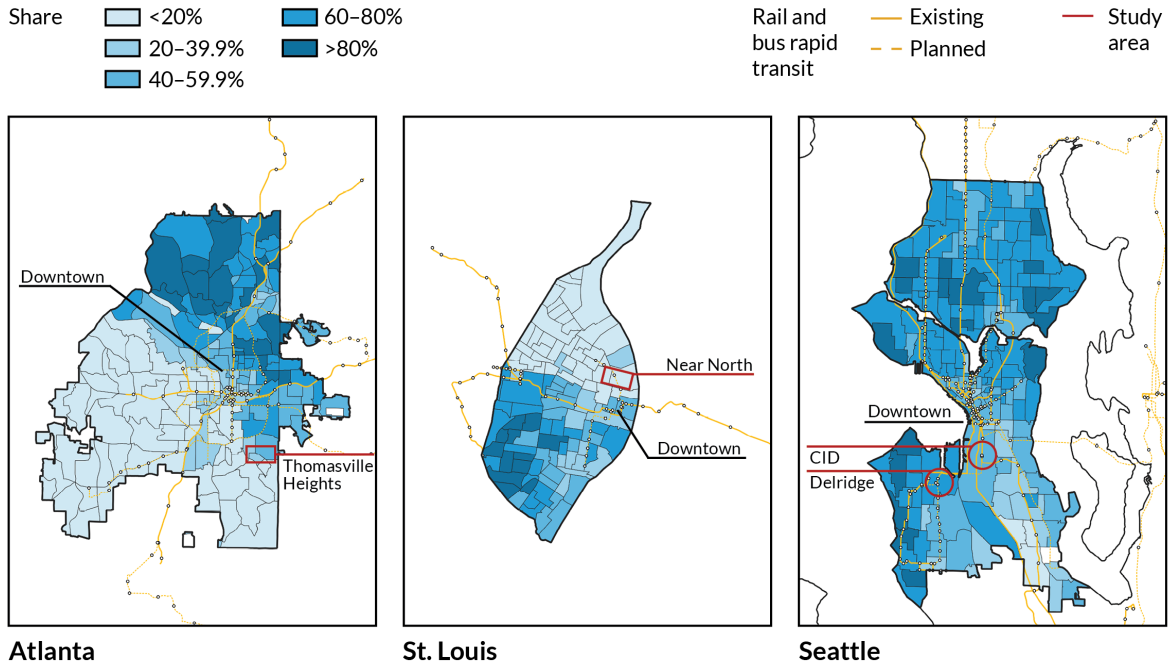 Share
<20%
20–39.9%
40–59.9%
60–80%
>80%
Rail and
bus rapid
transit
Existing
Planned
Study
area
Downtown
Thomasville
Heights
Near North
Downtown
Downtown
CID
Delridge
Atlanta
St. Louis
Seattle